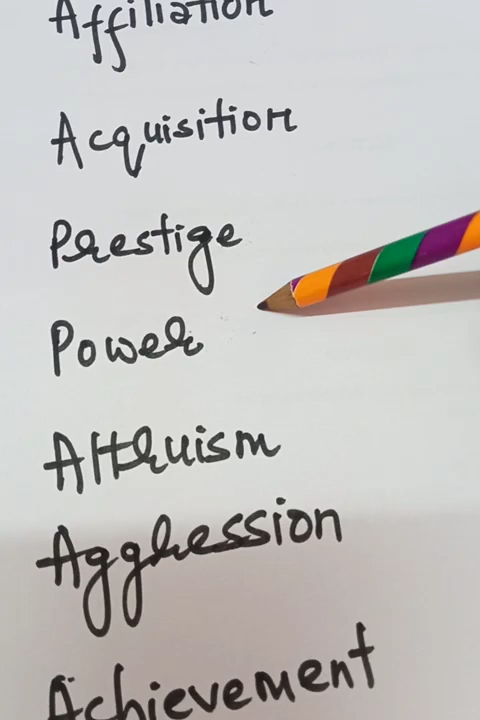 Affiliation
Acquisition
Prestige
Power
Altruism
Aggression
Achievement